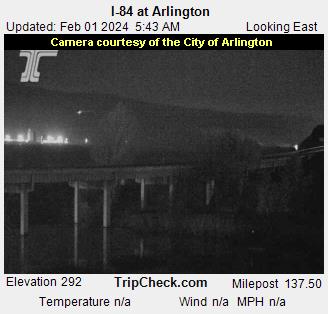 I-84 at Arlington
Updated: Feb 01 2024 5:43 AM Looking East
Camera courtesy of the City of Arlington
Elevation 292 TripCheck.com Milepost 137.50
Temperature n/a Wind n/a MPH n/a